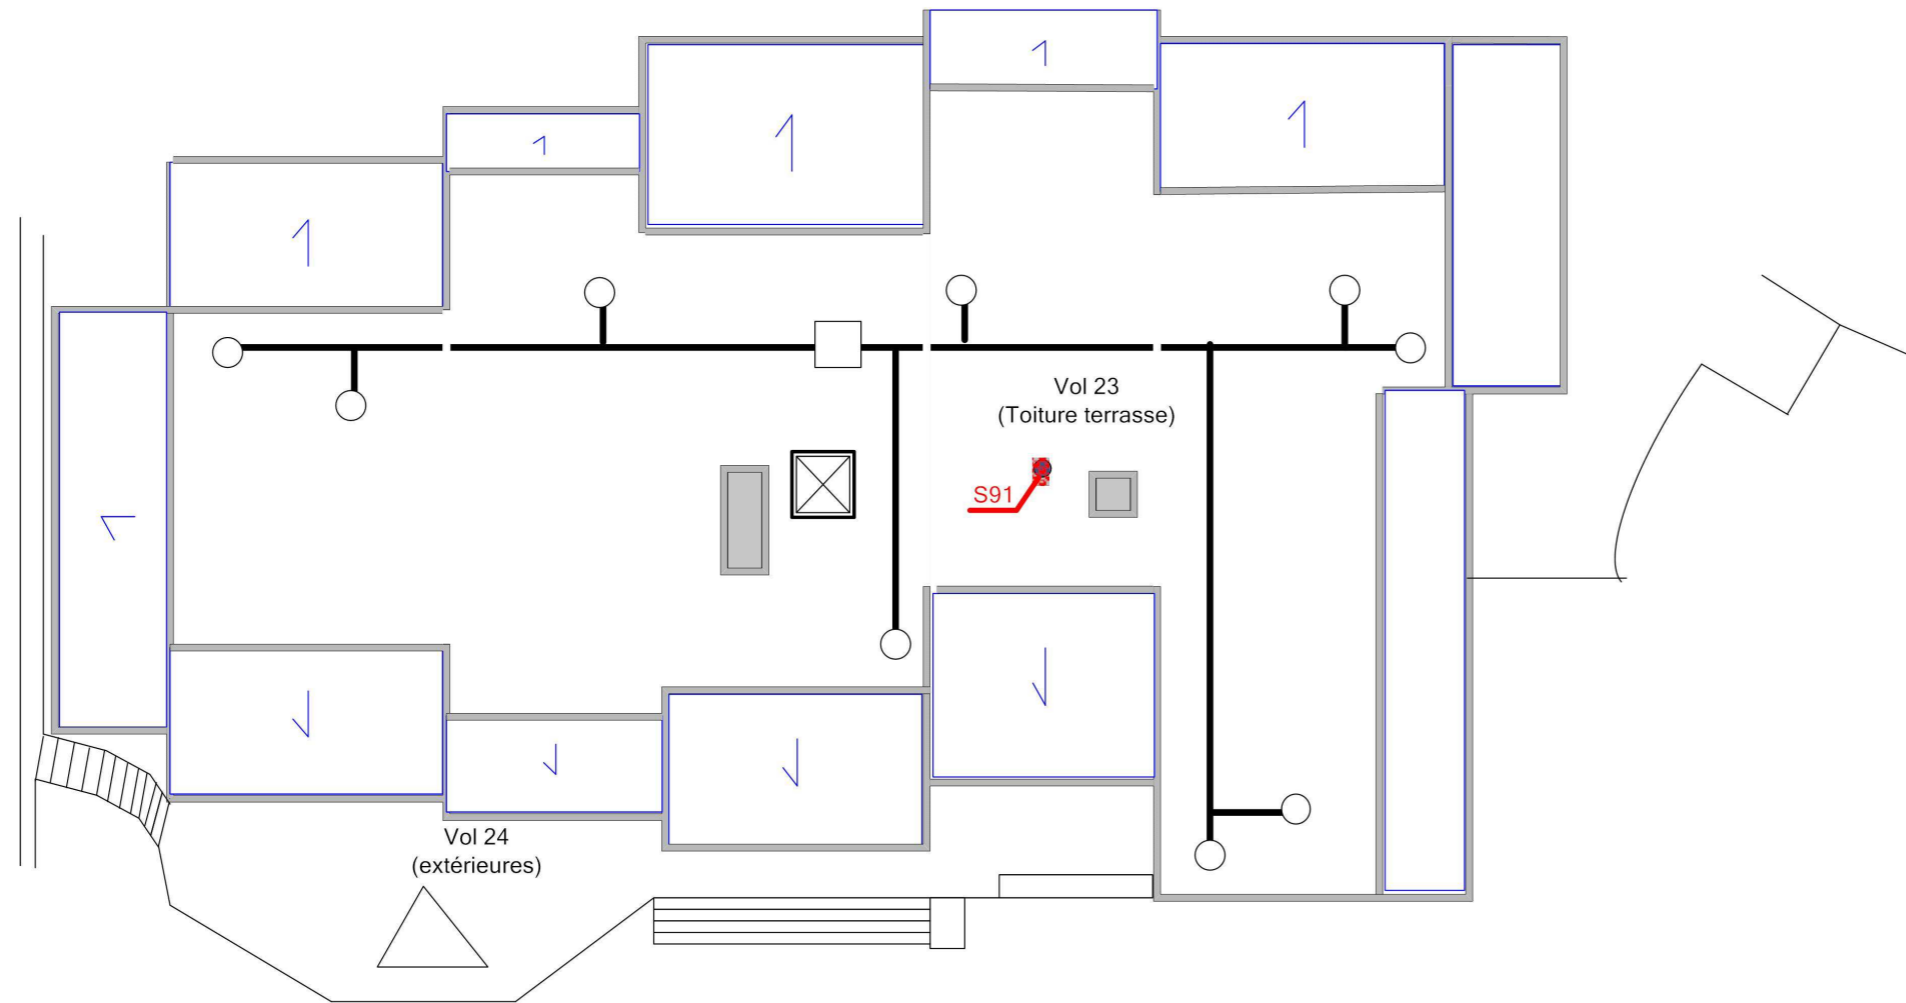 Vol 23
(Toiture terrasse)
S91
Vol 24
(extérieures)